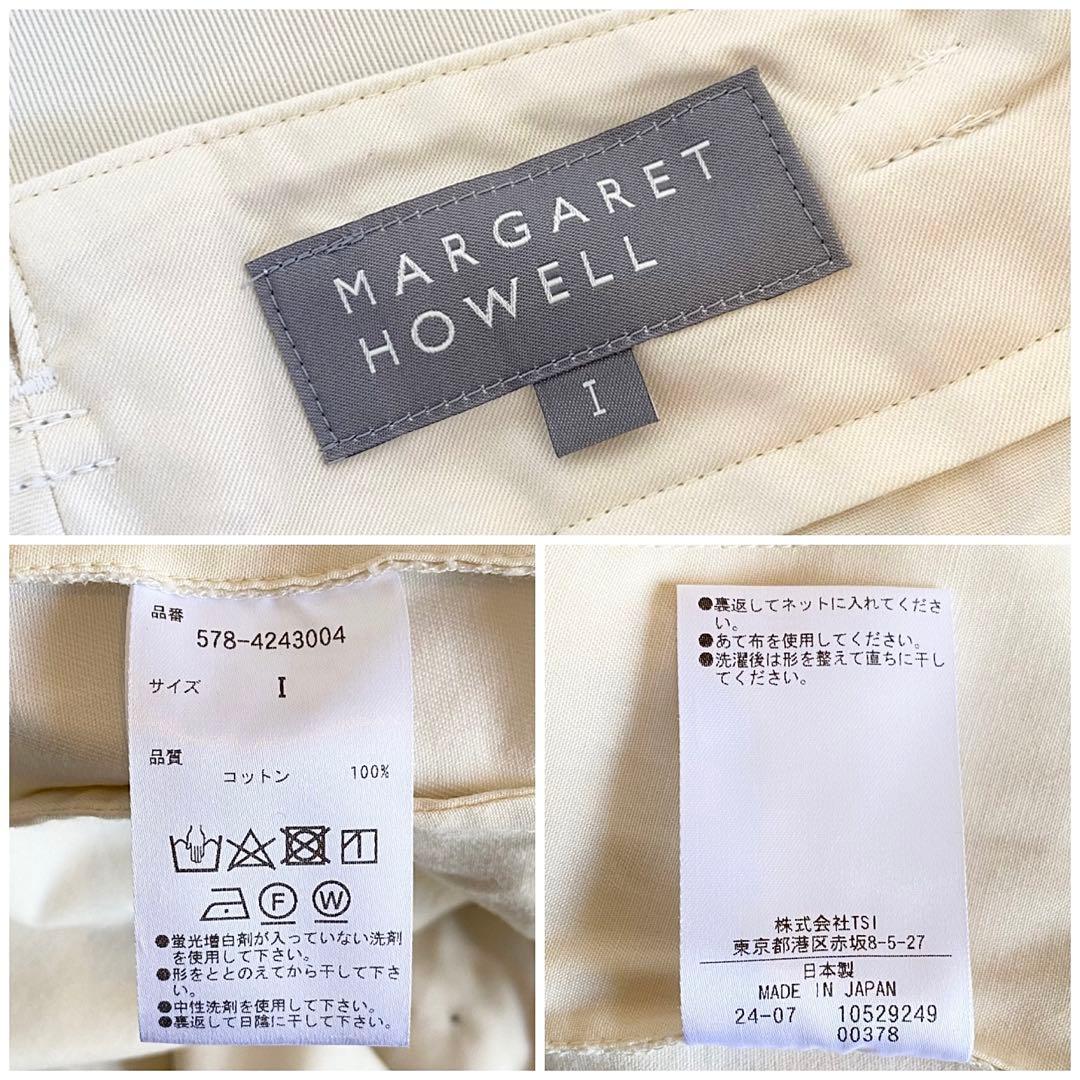 MARGARET
HOWELL
I
品番
578-4243004
サイズ I
品質
コットン 100%
F W
●蛍光増白剤が入っていない洗剤
を使用して下さい。
●形をととのえてから干して下さ
い。
●中性洗剤を使用して下さい。
●裏返して日陰に干して下さい。
●裏返してネットに入れてくださ
い。
●あて布を使用してください。
●洗濯後は形を整えて直ちに干し
てください。
株式会社TSI
東京都港区赤坂8-5-27
日本製
MADE IN JAPAN
24-07 10529249
00378